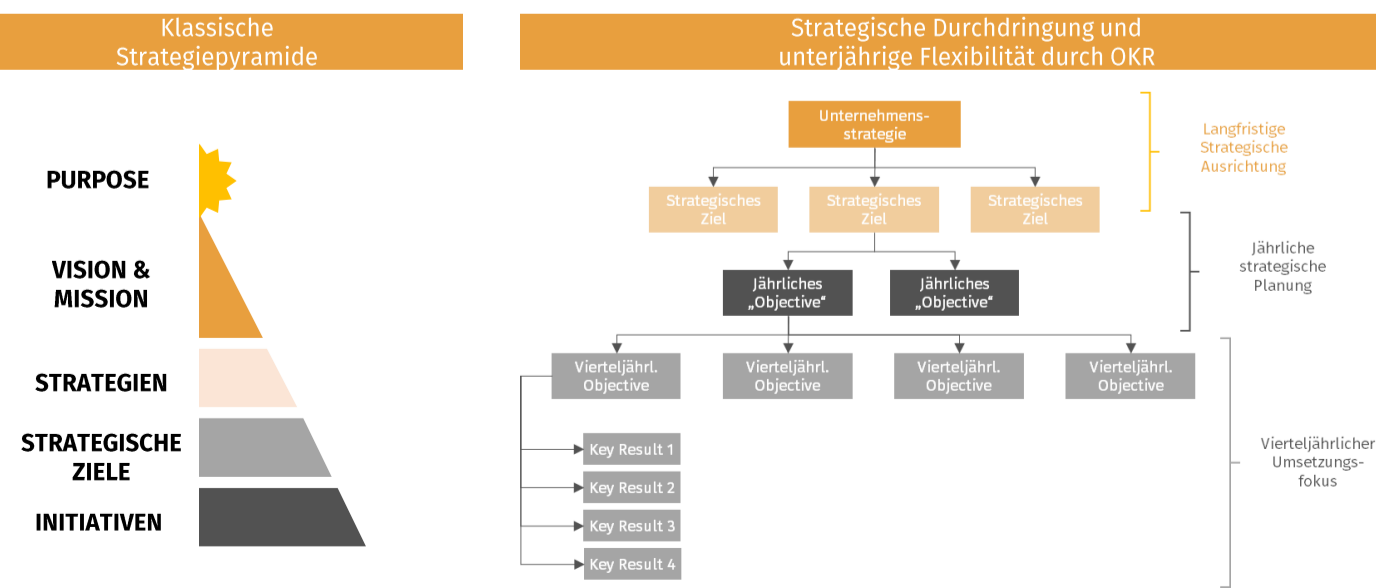 Klassische
Strategiepyramide
PURPOSE
VISION &
MISSION
STRATEGIEN
STRATEGISCHE
ZIELE
INITIATIVEN
Strategische Durchdringung und
unterjährige Flexibilität durch OKR
Unternehmens-
strategie
Langfristige
Strategische
Ausrichtung
Strategisches
Ziel
Strategisches
Ziel
Strategisches
Ziel
Jährliche
strategische
Planung
Jährliches
„Objective“
Jährliches
„Objective“
Vierteljährl.
Objective
Vierteljährl.
Objective
Vierteljährl.
Objective
Vierteljährl.
Objective
Key Result 1
Key Result 2
Key Result 3
Key Result 4
Vierteljährlicher
Umsetzungs-
fokus